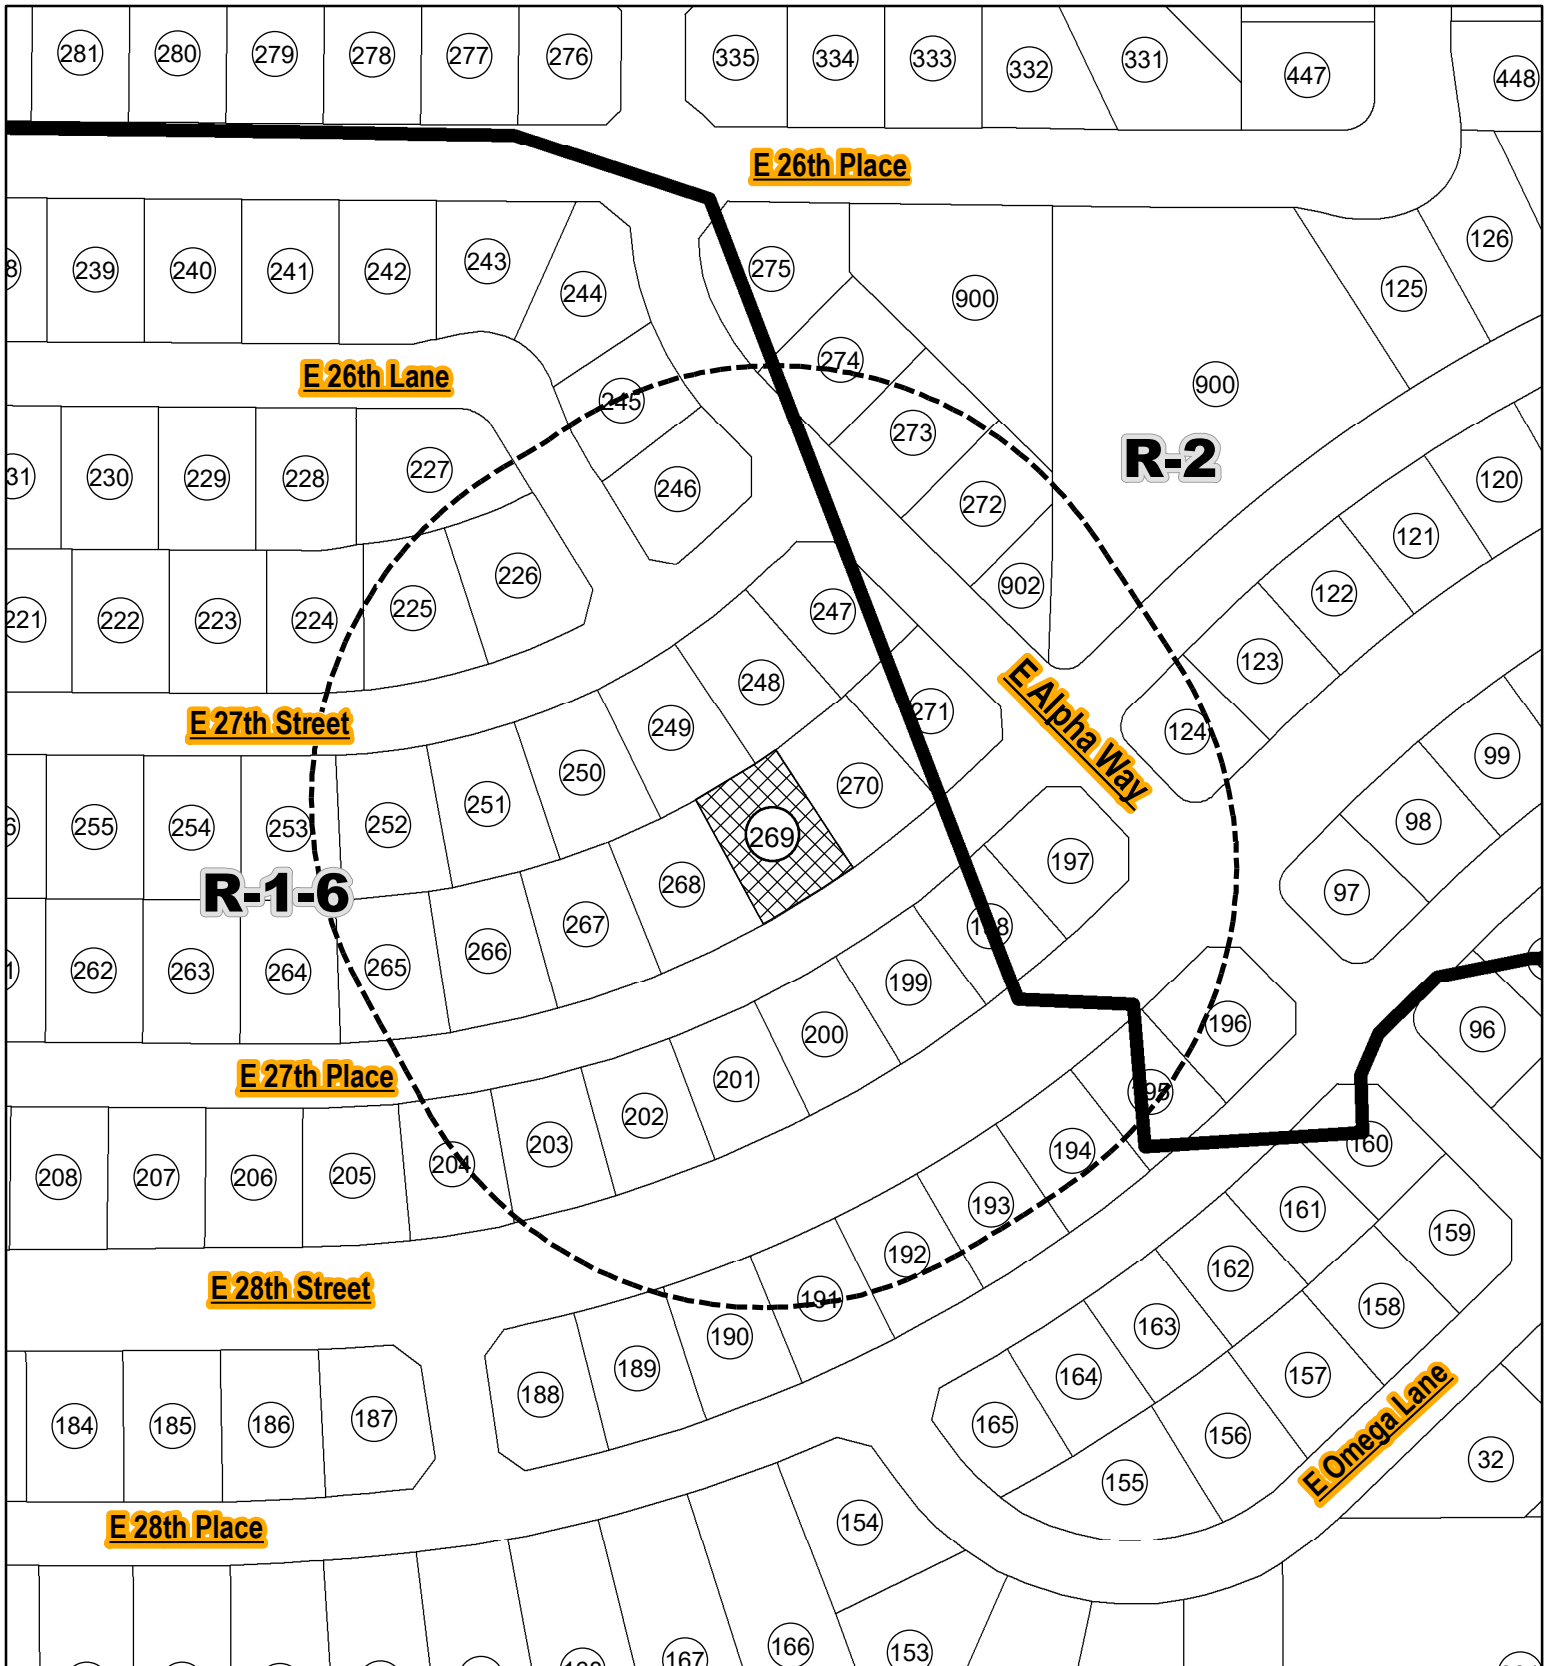 281 280 279 278 277 276 335 334 333 332 331 447 448
E 26th Place
239 240 241 242 243 244 275 900 125 126
274 900
E 26th Lane
245
230 229 228 227 246 273 272 R-2 121 120
222 223 224 225 226 247 902 122
248 123
E 27th Street
249 271 E Alpha Way 124
255 254 253 252 251 250 269 270 197 98 99
R-1-6
268 97
262 263 264 265 266 267 199 198 196 96
E 27th Place
201 200 195
208 207 206 205 204 203 202 194 160
193 161 159
E 28th Street
192 162
191 163 158
184 185 186 187 188 189 190 165 164 157
156 E Omega Lane
E 28th Place
154 155 32
167 166 153